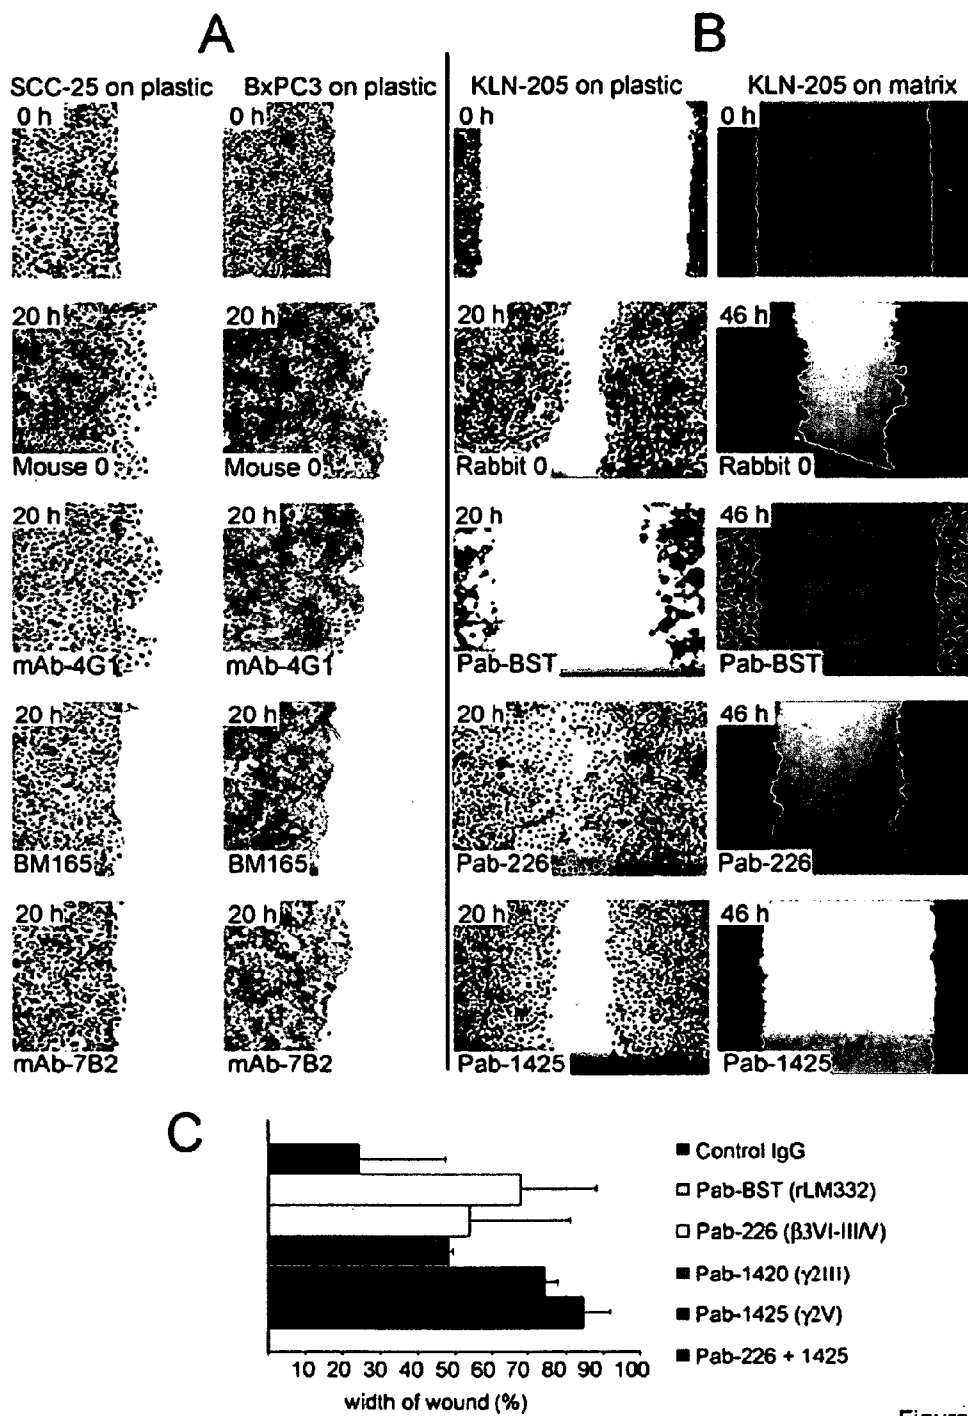 A
B
SCC-25 on plastic
BxPC3 on plastic
KLN-205 on plastic
KLN-205 on matrix
0 h
0 h
0 h
0 h
20 h
20 h
20 h
46 h
Mouse 0
Mouse 0
Rabbit 0
Rabbit 0
20 h
20 h
20 h
46 h
mAb-4G1
mAb-4G1
Pab-BST
Pab-BST
20 h
20 h
20 h
46 h
BM165
BM165
Pab-226
Pab-226
20 h
20 h
20 h
46 h
mAb-7B2
mAb-7B2
Pab-1425
Pab-1425
C
Control IgG
Pab-BST (rLM332)
Pab-226 (β3VI-III/V)
Pab-1420 (γ2III)
Pab-1425 (γ2V)
Pab-226 + 1425
10 20 30 40 50 60 70 80 90 100
width of wound (%)
Figure